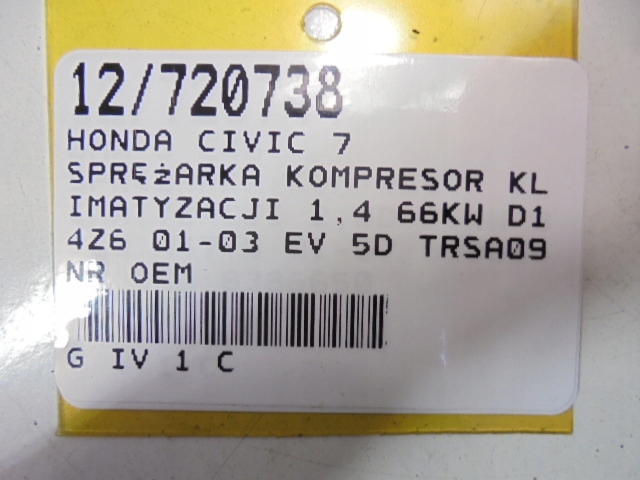 12/720738
HONDA CIVIC 7
SPRĘŻARKA KOMPRESOR KL
IMATYZACJI 1,4 66KW D1
4Z6 01-03 EV 5D TRSA09
NR OEM
G IV 1 C